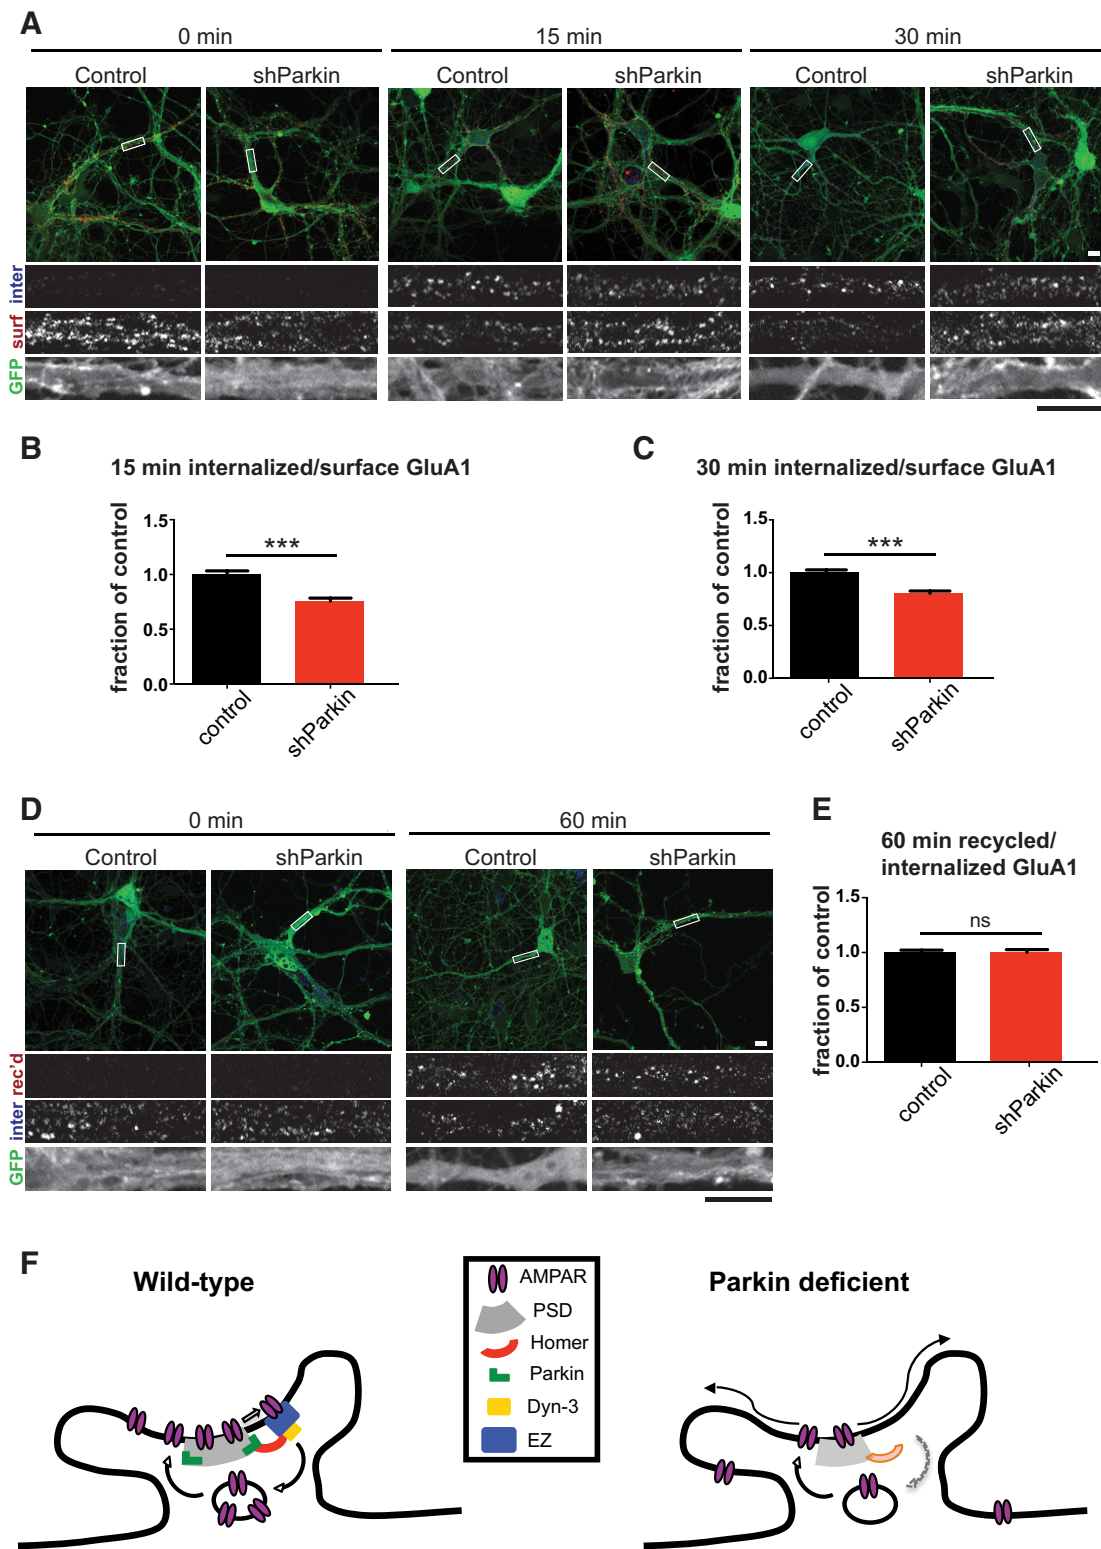 A
0 min
15 min
30 min
Control
shParkin
Control
shParkin
Control
shParkin
inter
surf
GFP
B
15 min internalized/surface GluA1
fraction of control
1.5
1.0
0.5
0.0
***
control
shParkin
C
30 min internalized/surface GluA1
fraction of control
1.5
1.0
0.5
0.0
***
control
shParkin
D
0 min
60 min
Control
shParkin
Control
shParkin
rec'd
inter
GFP
E
60 min recycled/
internalized GluA1
fraction of control
1.5
1.0
0.5
0.0
ns
control
shParkin
F
Wild-type
AMPAR
PSD
Homer
Parkin
Dyn-3
EZ
Parkin deficient